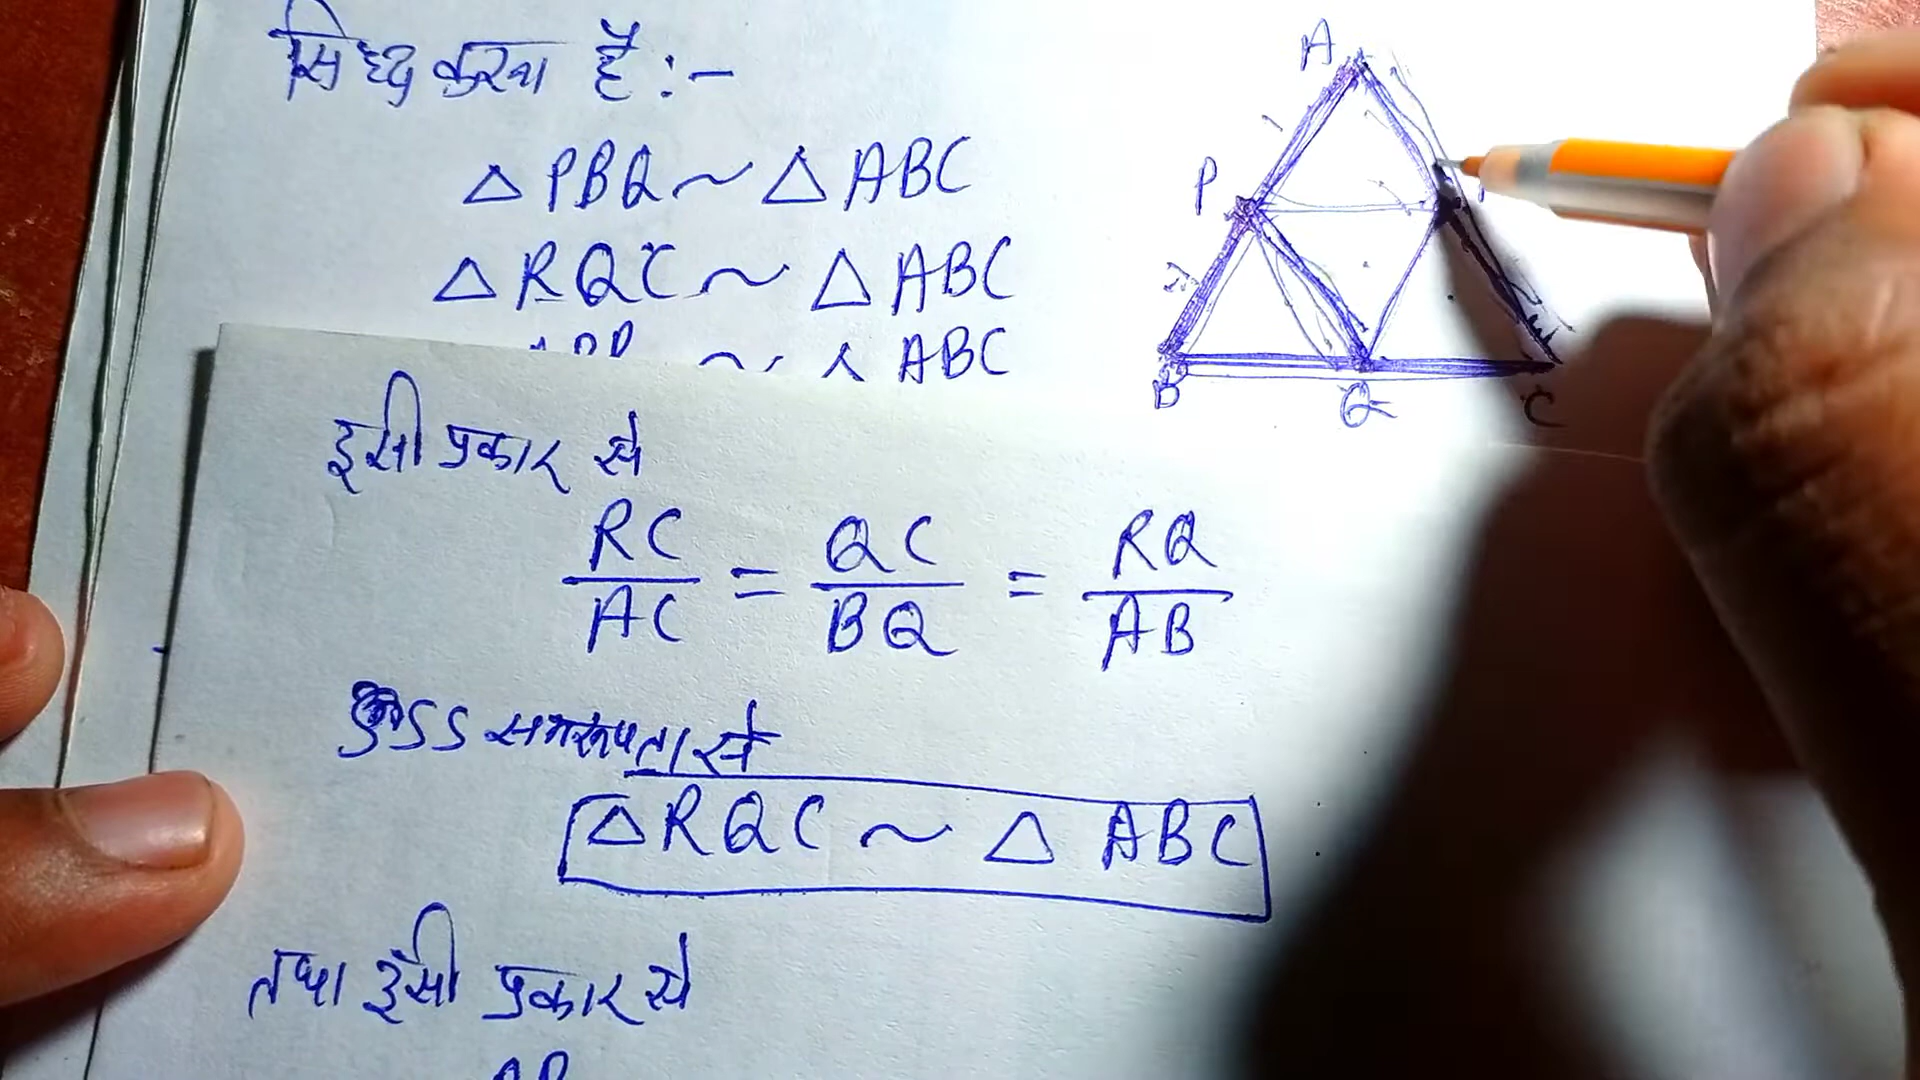 सिध्द करना है :-
△ PBQ ~ △ ABC
△ RQC ~ △ ABC
~ ABC
इसी प्रकार से
RC/AC = QC/BQ = RQ/AB
SSS समरूपता से
△ RQC ~ △ ABC
तथा इसी प्रकार से
A
P
B
Q
C